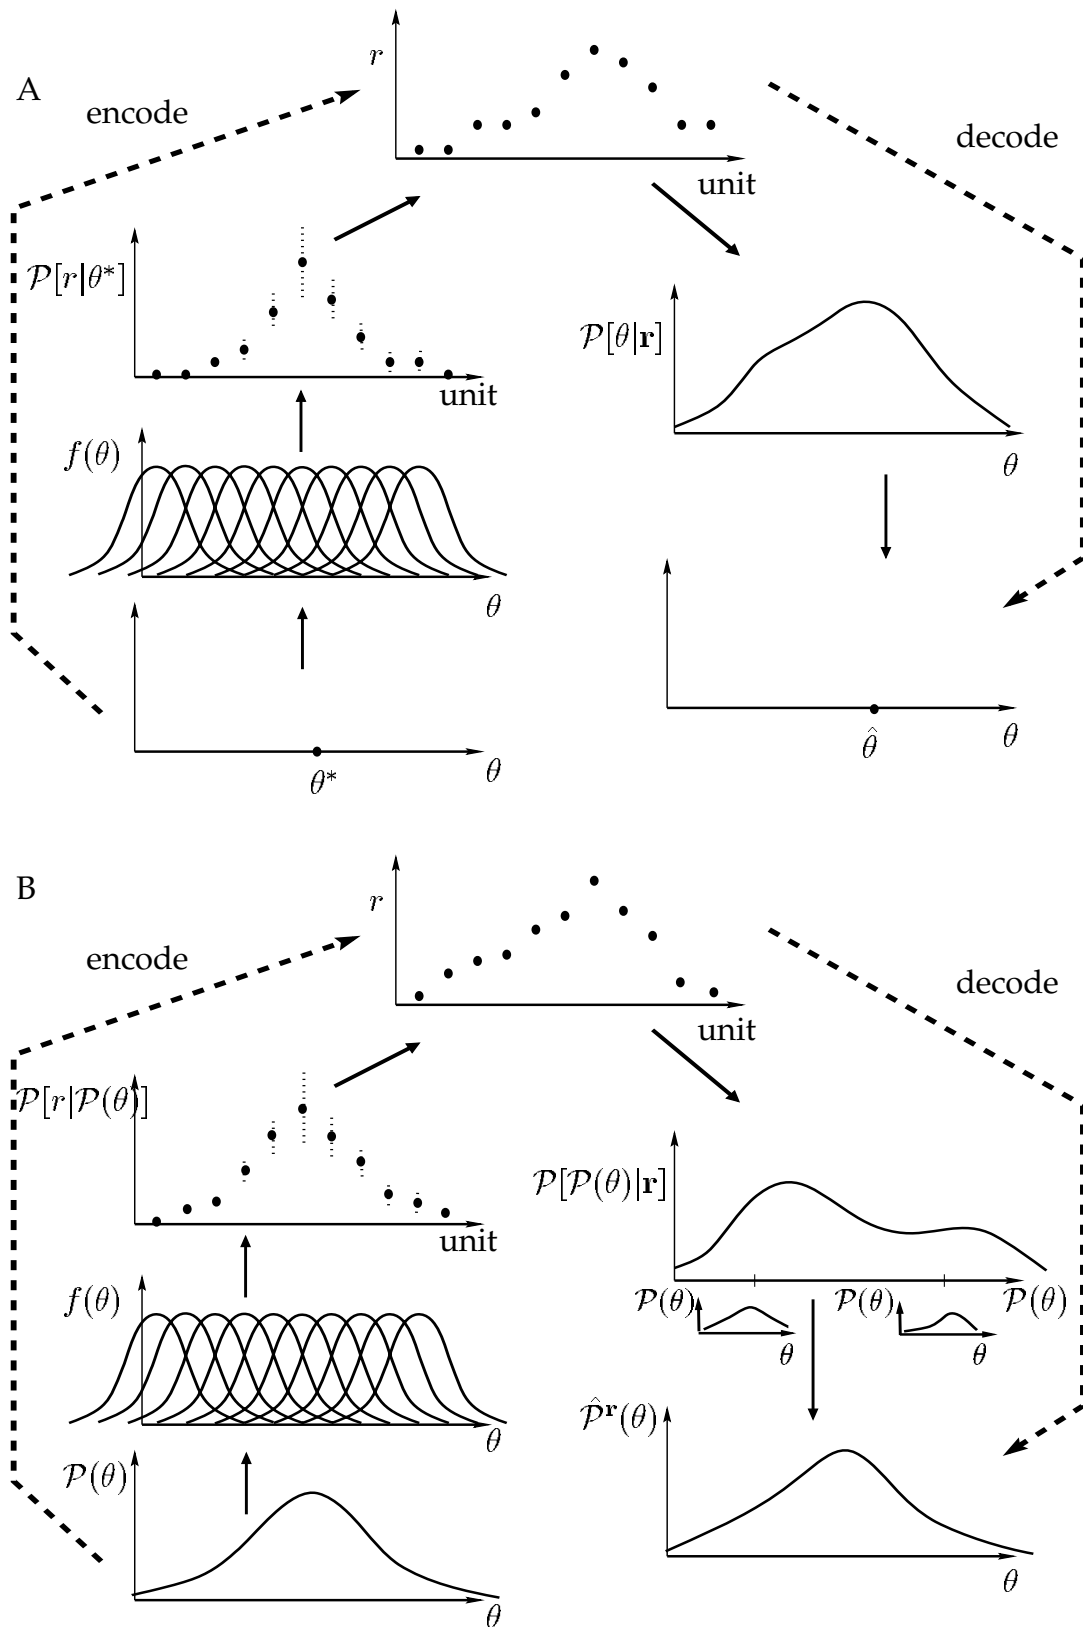 A
encode
r
unit
decode
𝒫[r|θ*]
unit
𝒫[θ|𝐫]
θ
f(θ)
θ
θ*
θ
θ̂
θ
B
encode
r
unit
decode
𝒫[r|𝒫(θ)]
unit
𝒫[𝒫(θ)|𝐫]
𝒫(θ)
𝒫(θ)
θ
𝒫(θ)
θ
f(θ)
θ
𝒫(θ)
θ
𝒫̂^𝐫(θ)
θ